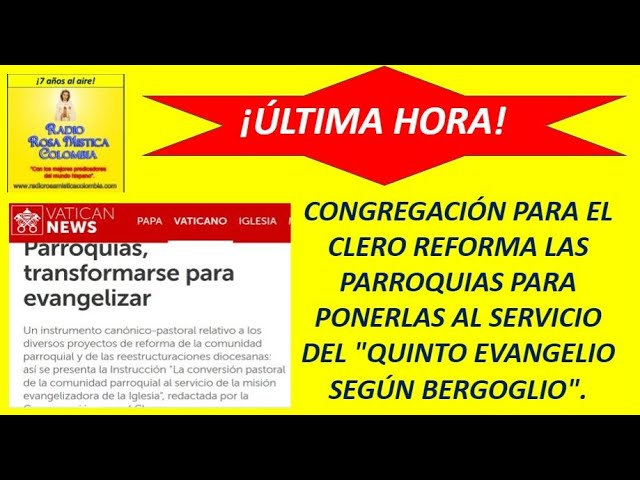 ¡7 años al aire!
RADIO
ROSA MISTICA
COLOMBIA
"Con los mejores predicadores
del mundo hispano".
www.radiorosamisticacolombia.com
¡ÚLTIMA HORA!
VATICAN
NEWS
PAPA VATICANO IGLESIA
Parroquias,
transformarse para
evangelizar
Un instrumento canónico-pastoral relativo a los
diversos proyectos de reforma de la comunidad
parroquial y de las reestructuraciones diocesanas:
así se presenta la Instrucción "La conversión pastoral
de la comunidad parroquial al servicio de la misión
evangelizadora de la Iglesia", redactada por la
CONGREGACIÓN PARA EL
CLERO REFORMA LAS
PARROQUIAS PARA
PONERLAS AL SERVICIO
DEL "QUINTO EVANGELIO
SEGÚN BERGOGLIO".